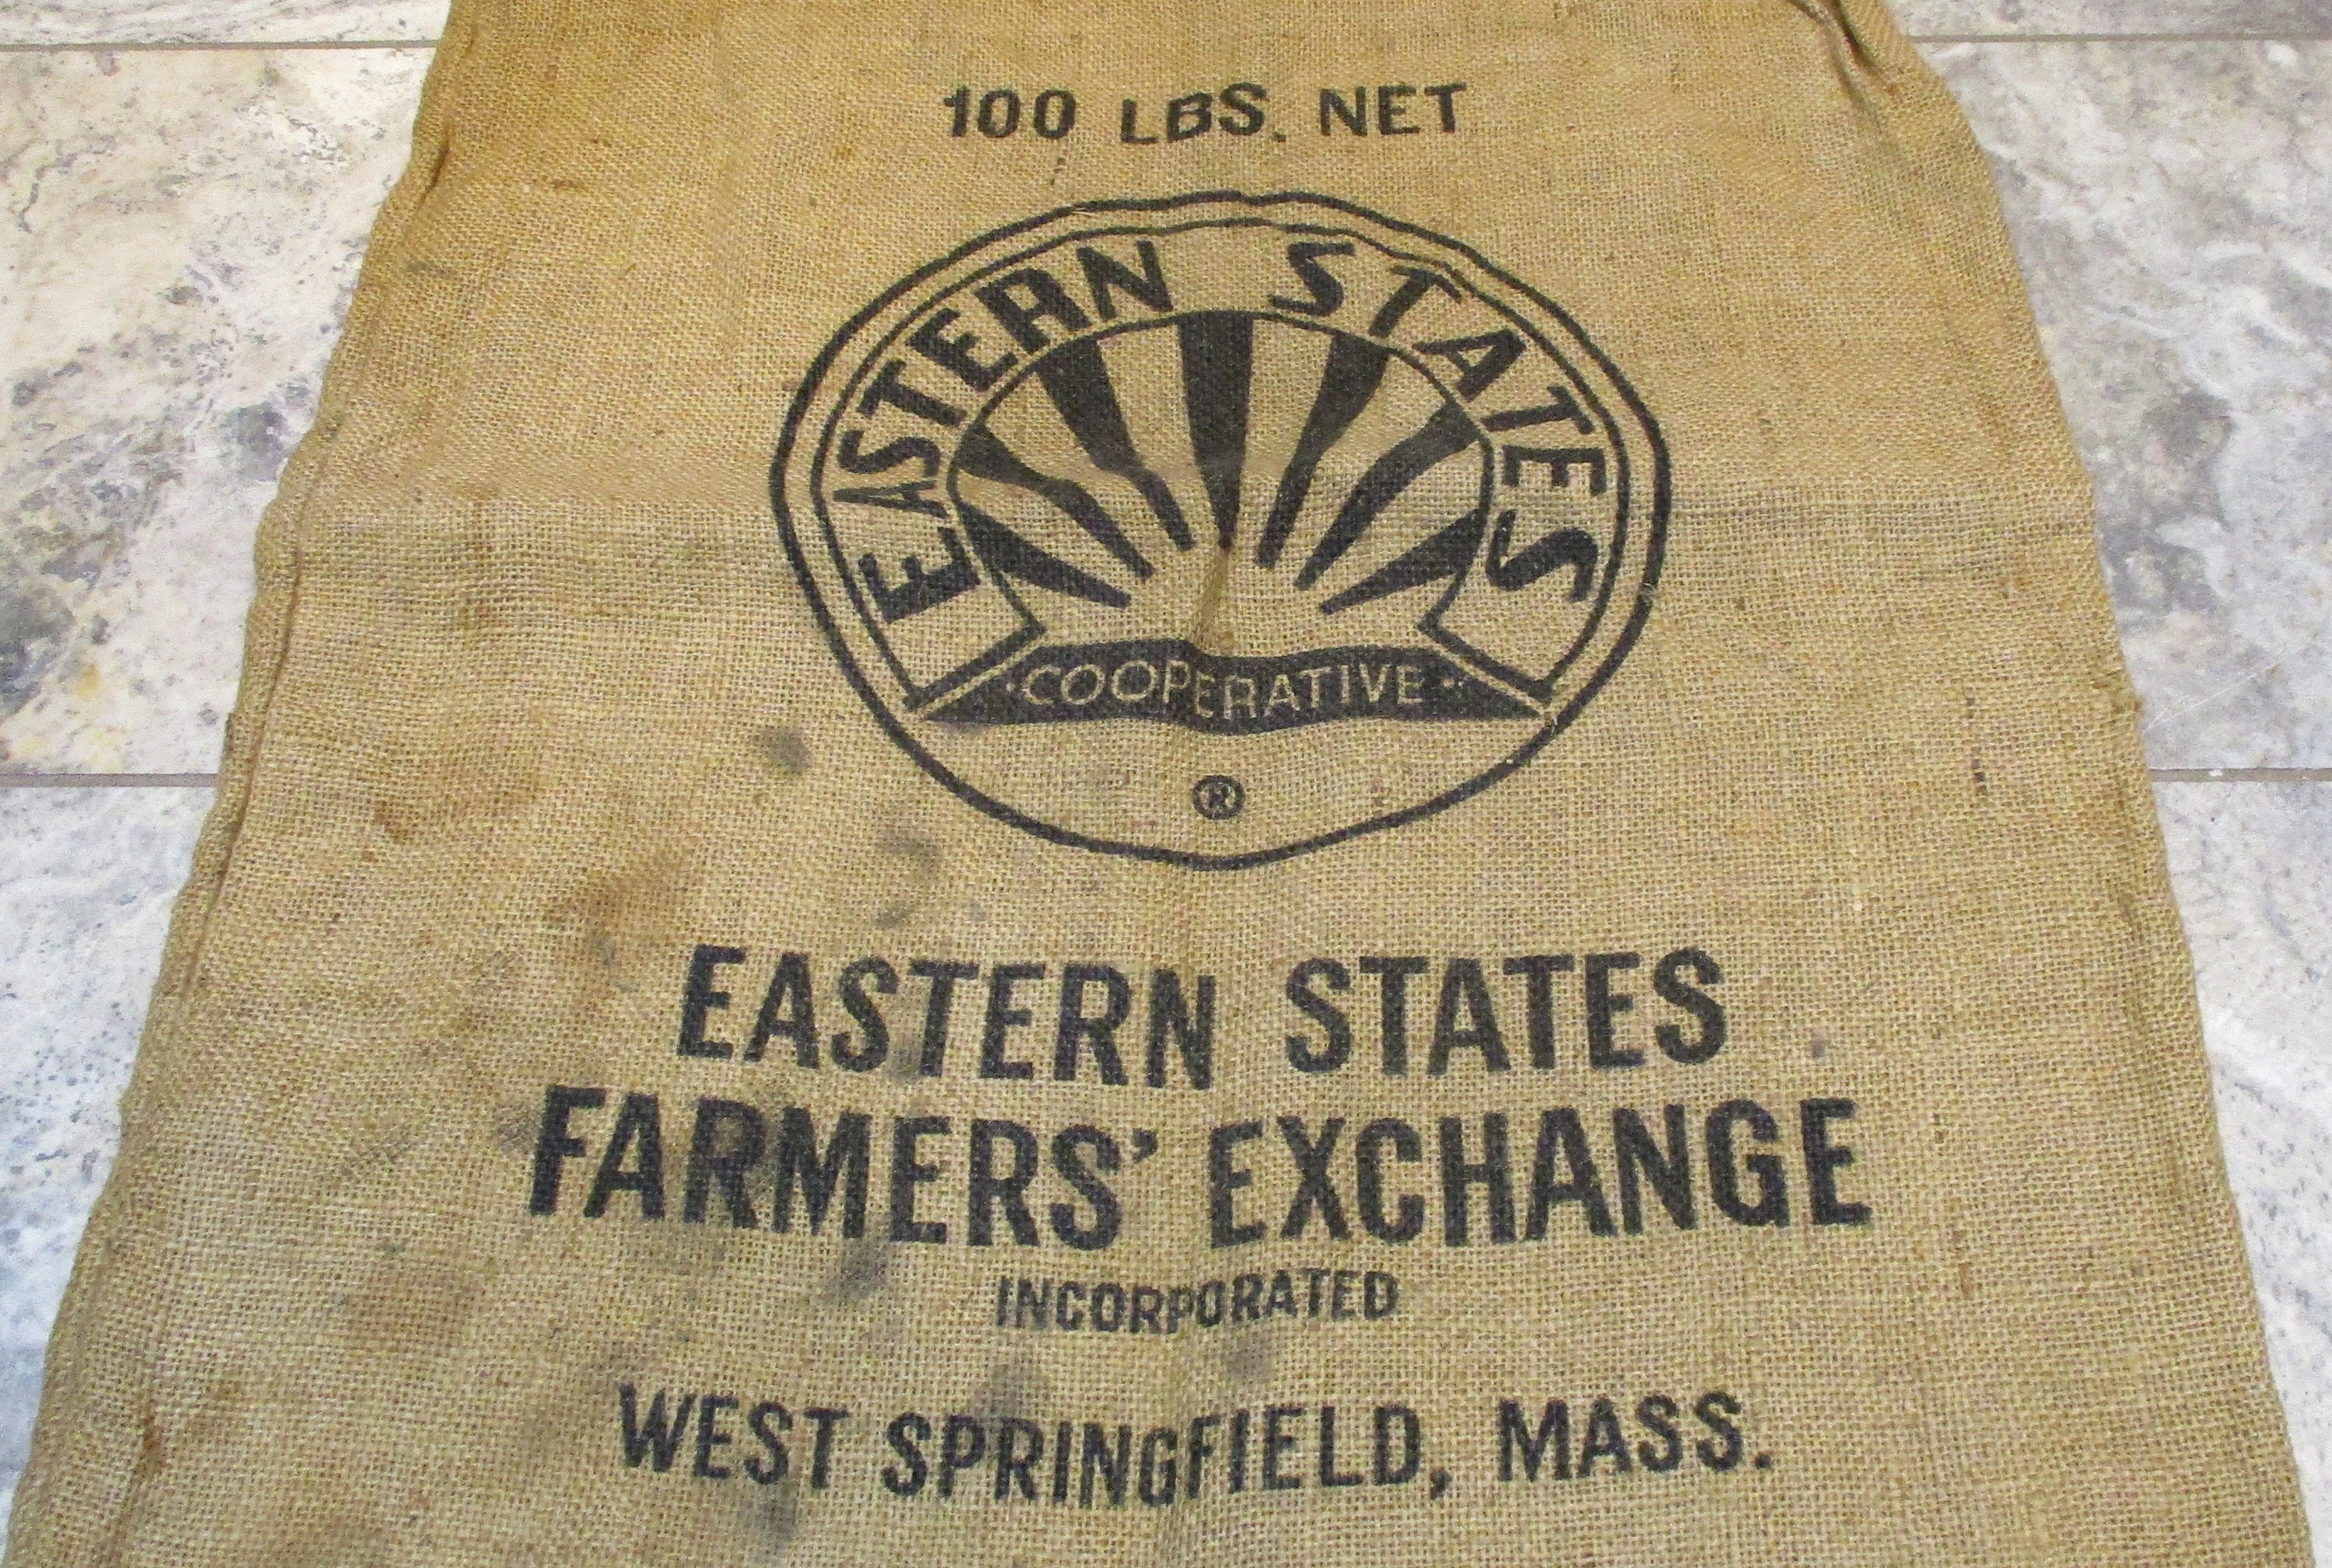 100 LBS. NET
EASTERN STATES
·COOPERATIVE·
®
EASTERN STATES
FARMERS' EXCHANGE
INCORPORATED
WEST SPRINGFIELD, MASS.